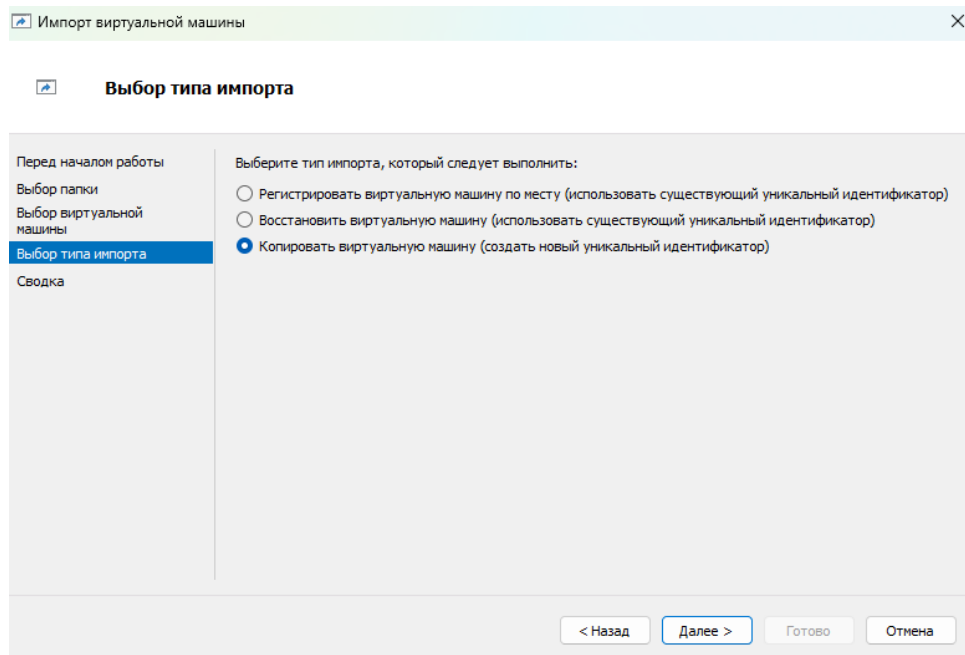 Импорт виртуальной машины
Выбор типа импорта
Перед началом работы
Выбор папки
Выбор виртуальной
машины
Выбор типа импорта
Сводка
Выберите тип импорта, который следует выполнить:
Регистрировать виртуальную машину по месту (использовать существующий уникальный идентификатор)
Восстановить виртуальную машину (использовать существующий уникальный идентификатор)
Копировать виртуальную машину (создать новый уникальный идентификатор)
< Назад
Далее >
Готово
Отмена